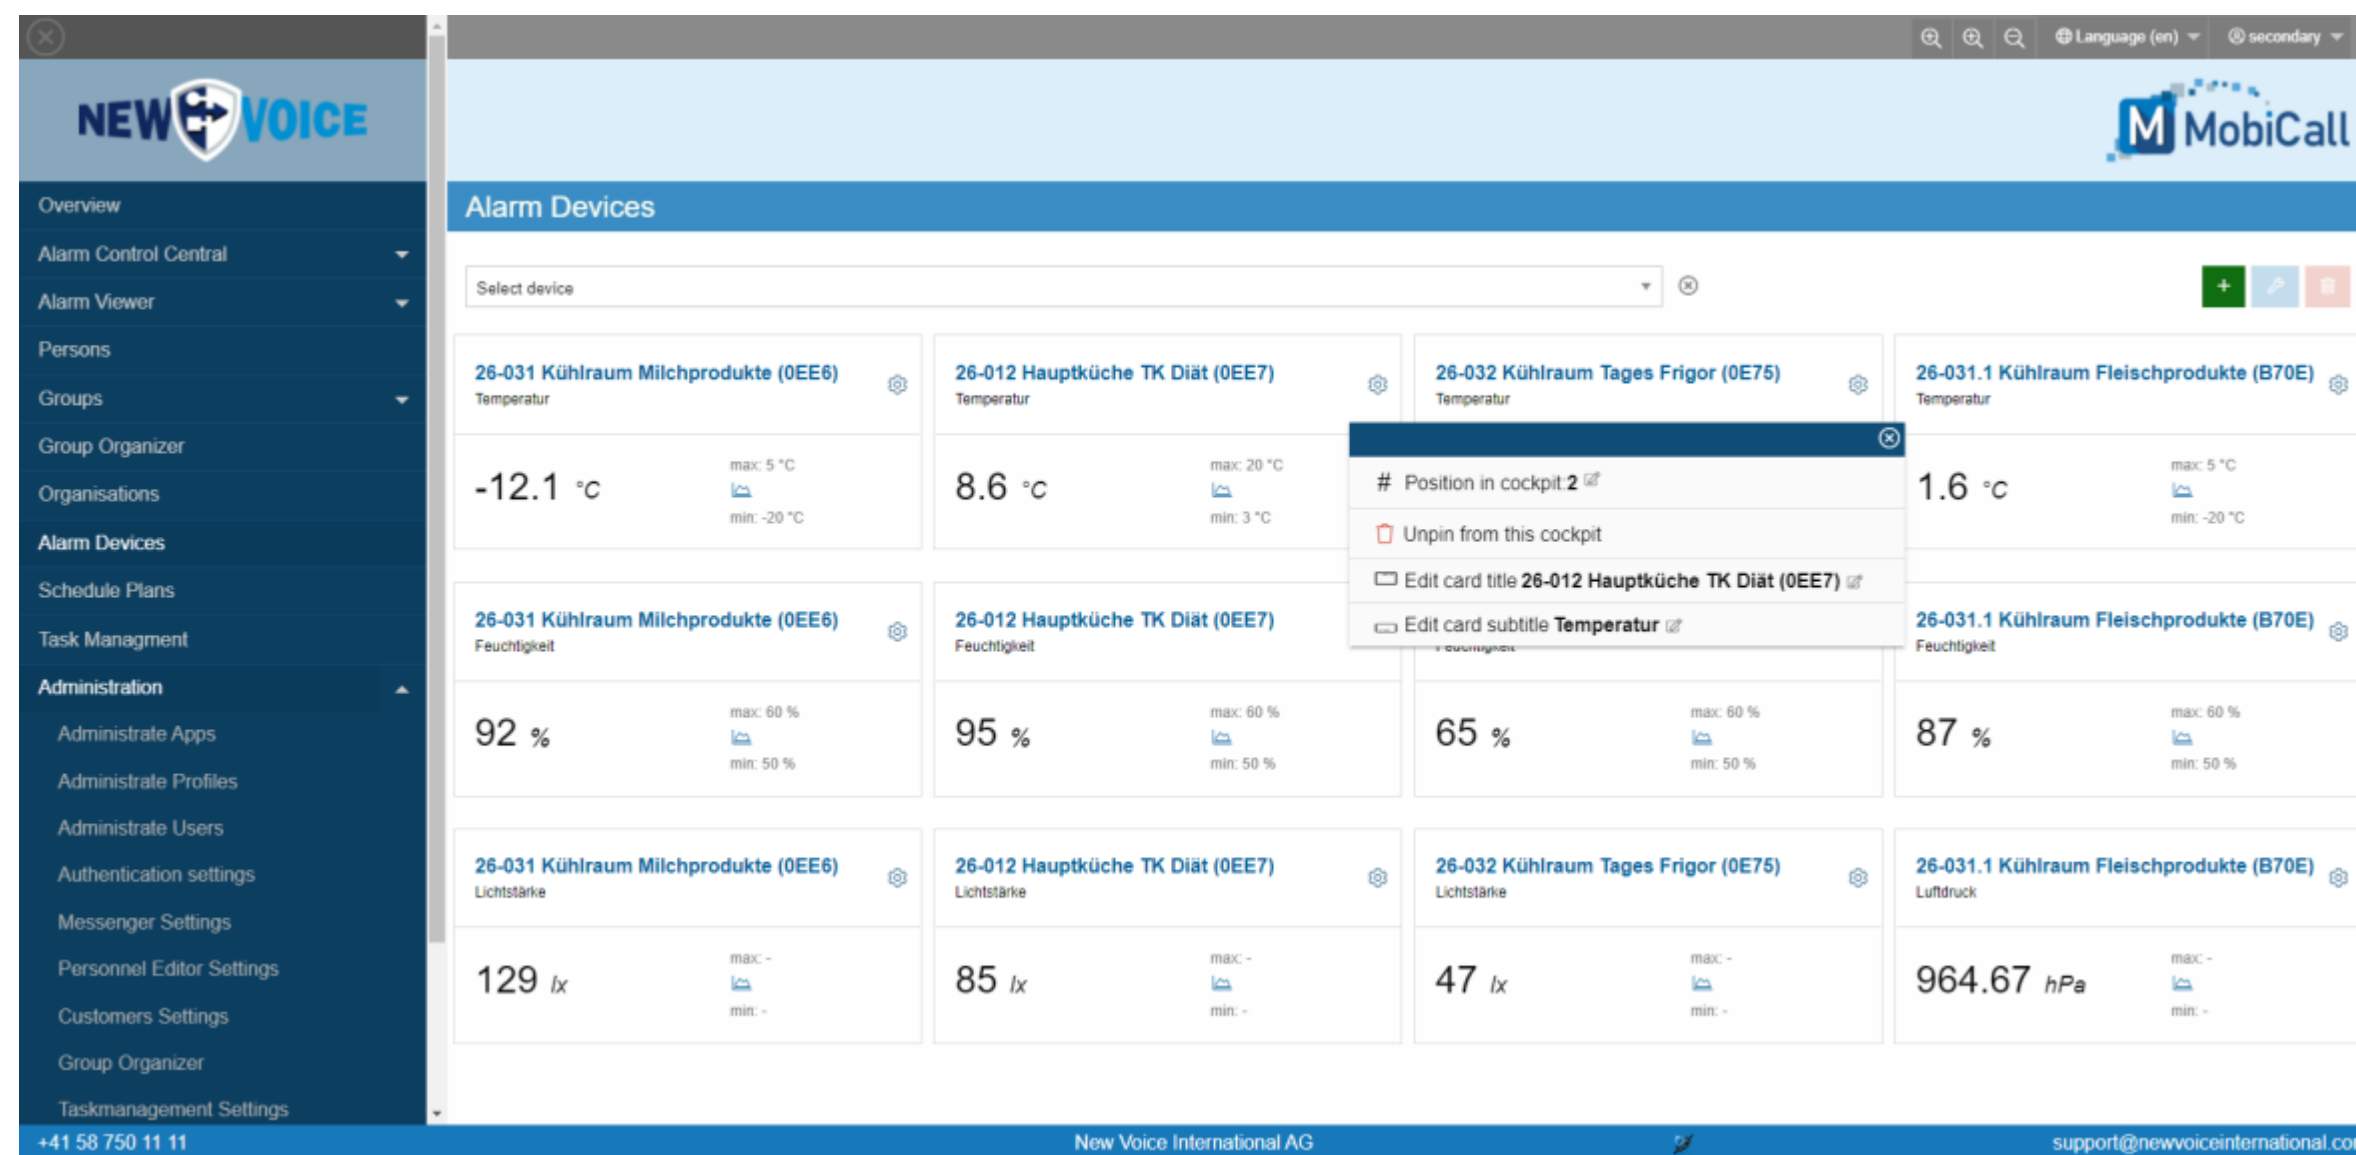 Language (en)
secondary
NEW VOICE
M MobiCall
Overview
Alarm Control Central
Alarm Viewer
Persons
Groups
Group Organizer
Organisations
Alarm Devices
Schedule Plans
Task Managment
Administration
Administrate Apps
Administrate Profiles
Administrate Users
Authentication settings
Messenger Settings
Personnel Editor Settings
Customers Settings
Group Organizer
Taskmanagement Settings
Alarm Devices
Select device
+
26-031 Kühlraum Milchprodukte (0EE6)
Temperatur
-12.1 °C
max: 5 °C
min: -20 °C
26-012 Hauptküche TK Diät (0EE7)
Temperatur
8.6 °C
max: 20 °C
min: 3 °C
26-032 Kühlraum Tages Frigor (0E75)
Temperatur
# Position in cockpit:2
Unpin from this cockpit
Edit card title 26-012 Hauptküche TK Diät (0EE7)
Edit card subtitle Temperatur
26-031.1 Kühlraum Fleischprodukte (B70E)
Temperatur
1.6 °C
max: 5 °C
min: -20 °C
26-031 Kühlraum Milchprodukte (0EE6)
Feuchtigkeit
92 %
max: 60 %
min: 50 %
26-012 Hauptküche TK Diät (0EE7)
Feuchtigkeit
95 %
max: 60 %
min: 50 %
65 %
max: 60 %
min: 50 %
26-031.1 Kühlraum Fleischprodukte (B70E)
Feuchtigkeit
87 %
max: 60 %
min: 50 %
26-031 Kühlraum Milchprodukte (0EE6)
Lichtstärke
129 lx
max: -
min: -
26-012 Hauptküche TK Diät (0EE7)
Lichtstärke
85 lx
max: -
min: -
26-032 Kühlraum Tages Frigor (0E75)
Lichtstärke
47 lx
max: -
min: -
26-031.1 Kühlraum Fleischprodukte (B70E)
Luftdruck
964.67 hPa
max: -
min: -
+41 58 750 11 11
New Voice International AG
support@newvoiceinternational.co